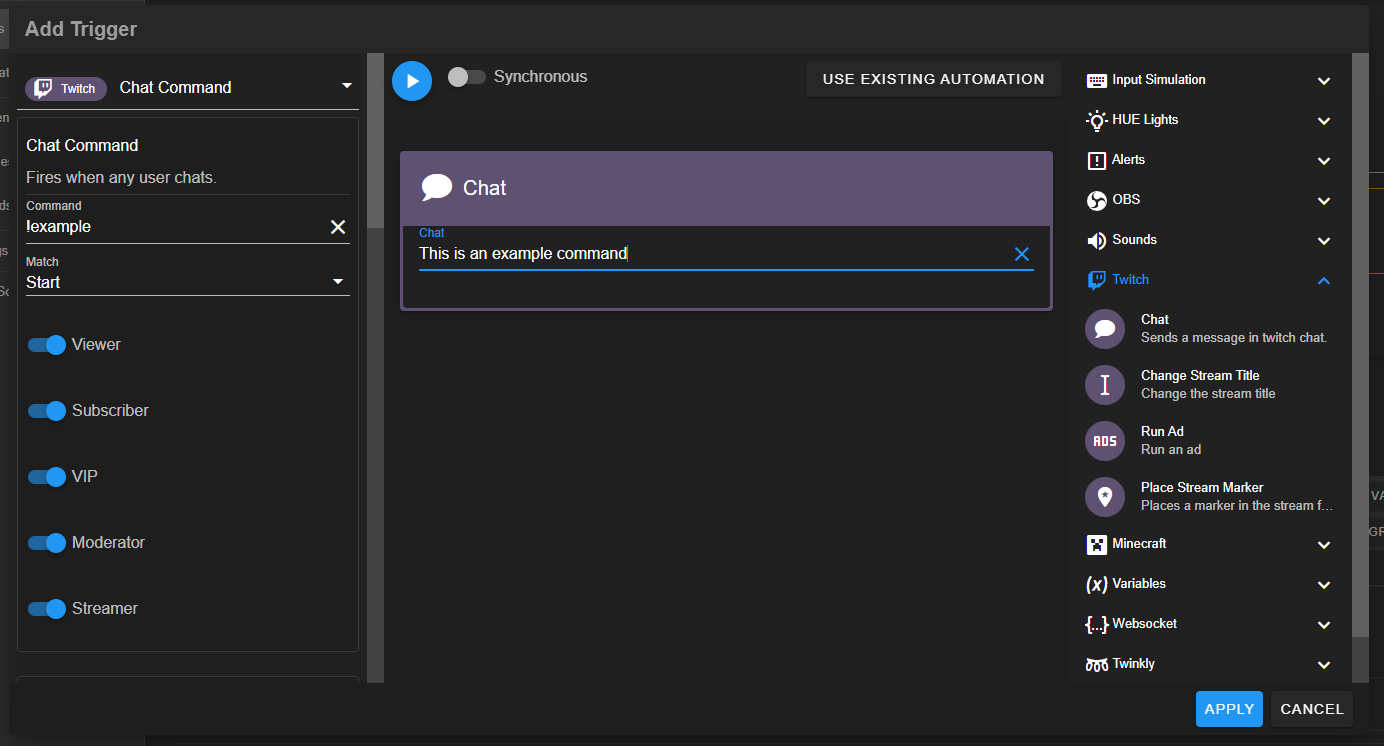 Add Trigger
Twitch
Chat Command
Chat Command
Fires when any user chats.
Command
!example
Match
Start
Viewer
Subscriber
VIP
Moderator
Streamer
Synchronous
USE EXISTING AUTOMATION
Chat
Chat
This is an example command
Input Simulation
HUE Lights
Alerts
OBS
Sounds
Twitch
Chat
Sends a message in twitch chat.
Change Stream Title
Change the stream title
ADS
Run Ad
Run an ad
Place Stream Marker
Places a marker in the stream f...
Minecraft
(x) Variables
{...} Websocket
Twinkly
APPLY
CANCEL